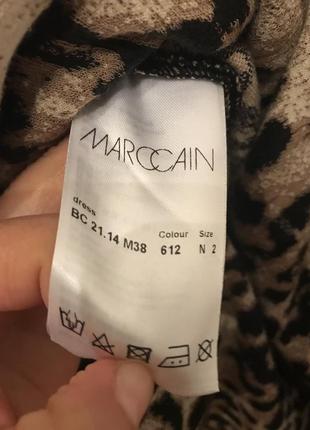 MARCCAIN
dress
BC 21.14 M38
Colour Size
612 N 2